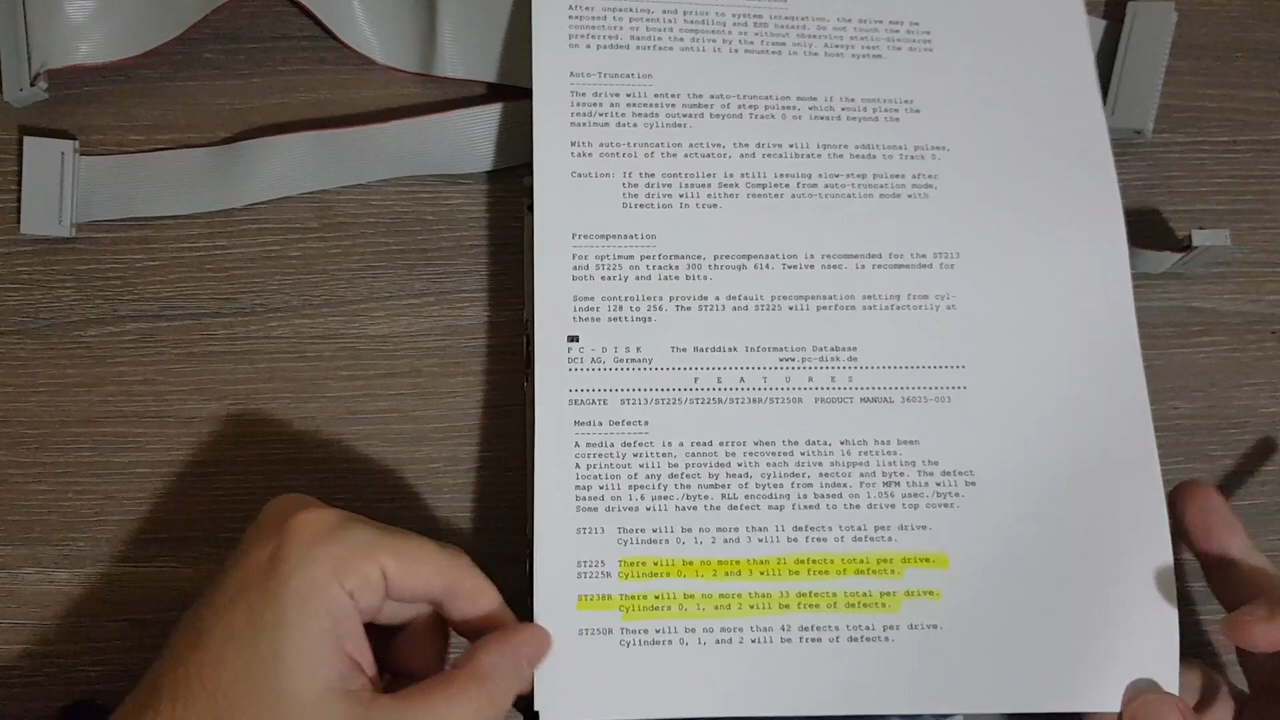 After unpacking, and prior to system integration, the drive may be
exposed to potential handling and ESD hazard. Do not touch the drive
connectors or board components or without observing static-discharge
preferred. Handle the drive by the frame only. Always rest the drive
on a padded surface until it is mounted in the host system.
Auto-Truncation
---------------
The drive will enter the auto-truncation mode if the controller
issues an excessive number of step pulses, which would place the
read/write heads outward beyond Track 0 or inward beyond the
maximum data cylinder.
With auto-truncation active, the drive will ignore additional pulses,
take control of the actuator, and recalibrate the heads to Track 0.
Caution: If the controller is still issuing slow-step pulses after
the drive issues Seek Complete from auto-truncation mode,
the drive will either reenter auto-truncation mode with
Direction In true.
Precompensation
---------------
For optimum performance, precompensation is recommended for the ST213
and ST225 on tracks 300 through 614. Twelve nsec. is recommended for
both early and late bits.
Some controllers provide a default precompensation setting from cyl-
inder 128 to 256. The ST213 and ST225 will perform satisfactorily at
these settings.
FF
P C - D I S K The Harddisk Information Database
DCI AG, Germany www.pc-disk.de
**********************************************************************
F E A T U R E S
**********************************************************************
SEAGATE ST213/ST225/ST225R/ST238R/ST250R PRODUCT MANUAL 36025-003
Media Defects
-------------
A media defect is a read error when the data, which has been
correctly written, cannot be recovered within 16 retries.
A printout will be provided with each drive shipped listing the
location of any defect by head, cylinder, sector and byte. The defect
map will specify the number of bytes from index. For MFM this will be
based on 1.6 µsec./byte. RLL encoding is based on 1.056 µsec./byte.
Some drives will have the defect map fixed to the drive top cover.
ST213 There will be no more than 11 defects total per drive.
Cylinders 0, 1, 2 and 3 will be free of defects.
ST225 There will be no more than 21 defects total per drive.
ST225R Cylinders 0, 1, 2 and 3 will be free of defects.
ST238R There will be no more than 33 defects total per drive.
Cylinders 0, 1, and 2 will be free of defects.
ST250R There will be no more than 42 defects total per drive.
Cylinders 0, 1, and 2 will be free of defects.